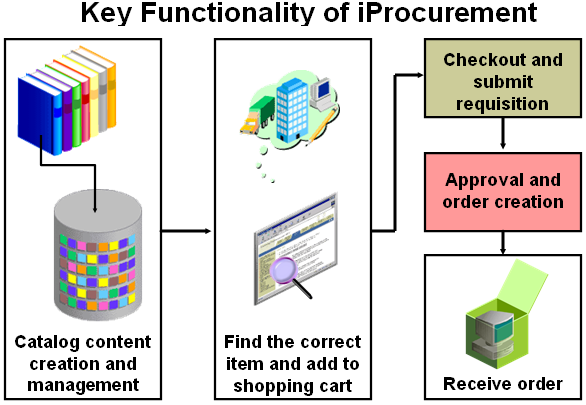 Key Functionality of iProcurement
Catalog content
creation and
management
Find the correct
item and add to
shopping cart
Checkout and
submit
requisition
Approval and
order creation
Receive order